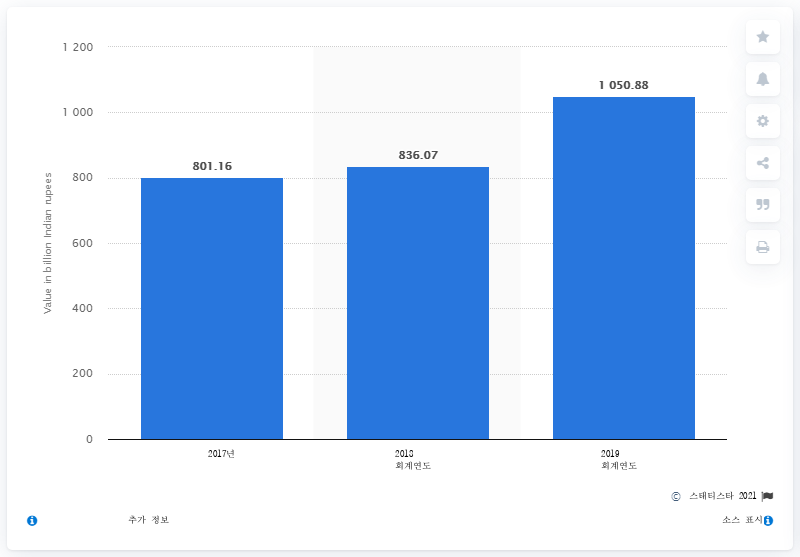 1 200
1 000
800
600
400
200
0
Value in billion Indian rupees
801.16
836.07
1 050.88
2017년
2018
회계연도
2019
회계연도
© 스태티스타 2021
추가 정보
소스 표시